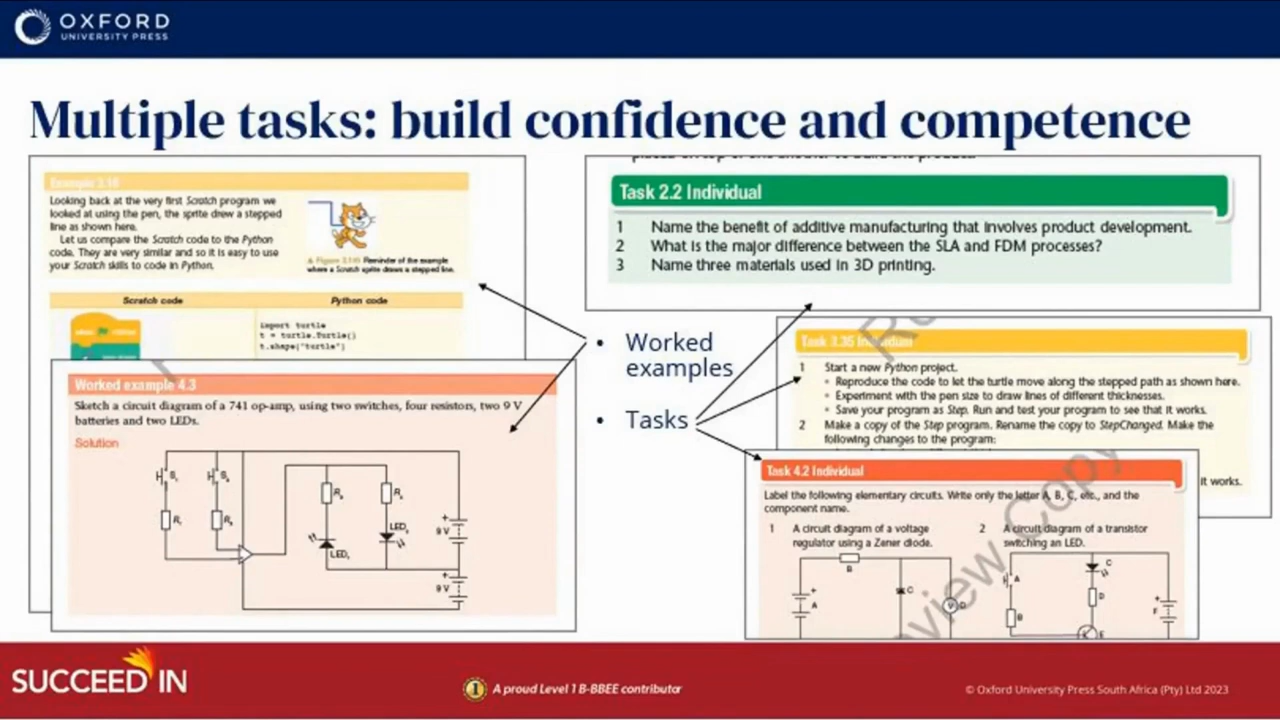 OXFORD
UNIVERSITY PRESS
Multiple tasks: build confidence and competence
Looking back at the very first Scratch program we
looked at using the pen, the sprite drew a stepped
line as shown here.
Let us compare the Scratch code to the Python
code. They are very similar and so it is easy to use
your Scratch skills to code in Python.
Reminder of the example
where a Scratch sprite draws a stepped line.
Scratch code
Python code
import turtle
t = turtle.Turtle()
t.shape("turtle")
Worked example 4.3
Sketch a circuit diagram of a 741 op-amp, using two switches, four resistors, two 9 V
batteries and two LEDs.
Solution
9 V
9 V
• Worked
examples
• Tasks
Task 2.2 Individual
1 Name the benefit of additive manufacturing that involves product development.
2 What is the major difference between the SLA and FDM processes?
3 Name three materials used in 3D printing.
Individual
1 Start a new Python project.
• Reproduce the code to let the turtle move along the stepped path as shown here.
• Experiment with the pen size to draw lines of different thicknesses.
• Save your program as Step. Run and test your program to see that it works.
2 Make a copy of the Step program. Rename the copy to StepChanged. Make the
following changes to the program:
it works.
Task 4.2 Individual
Label the following elementary circuits. Write only the letter A, B, C, etc., and the
component name.
1 A circuit diagram of a voltage
regulator using a Zener diode.
2 A circuit diagram of a transistor
switching an LED.
B
A
C
V
D
A
B
C
D
E
F
Copy
SUCCEED IN
1
A proud Level 1 B-BBEE contributor
© Oxford University Press South Africa (Pty) Ltd 2023